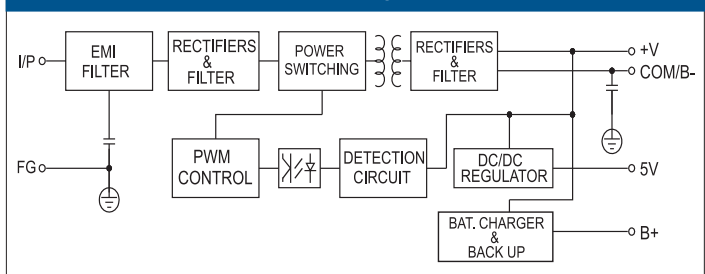 I/P
EMI
FILTER
RECTIFIERS
&
FILTER
POWER
SWITCHING
RECTIFIERS
&
FILTER
+V
COM/B-
FG
PWM
CONTROL
DETECTION
CIRCUIT
DC/DC
REGULATOR
5V
BAT. CHARGER
&
BACK UP
B+